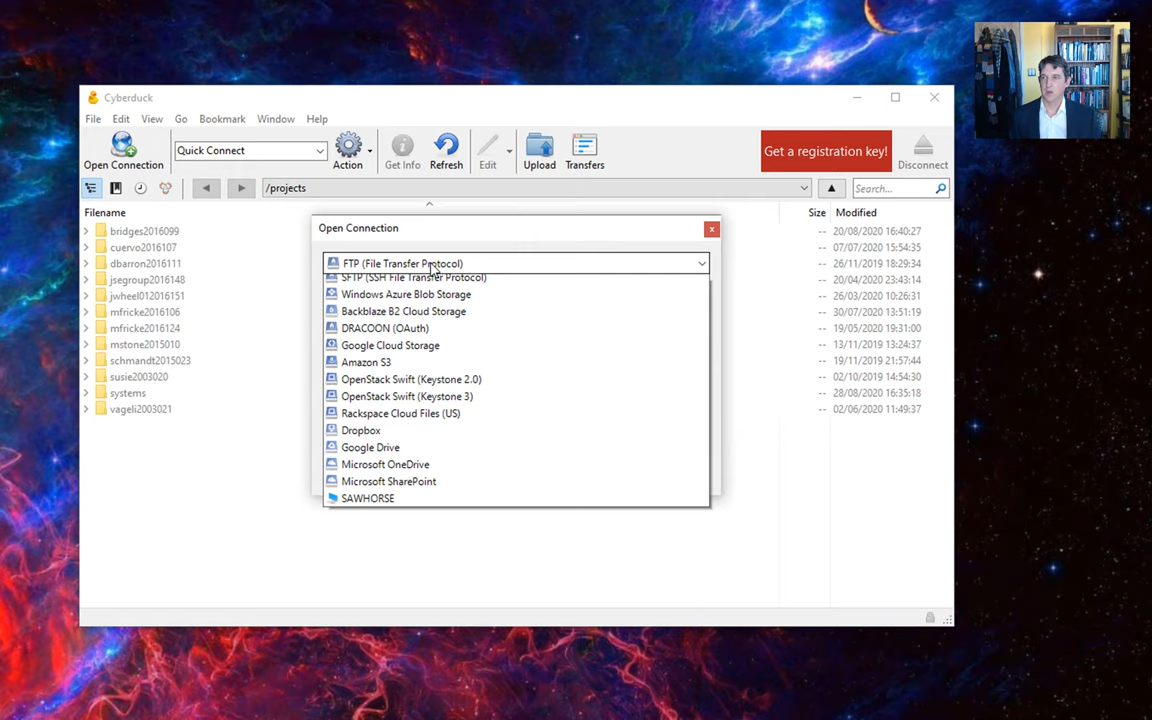 Cyberduck
File Edit View Go Bookmark Window Help
Open Connection
Quick Connect
Action
Get Info
Refresh
Edit
Upload
Transfers
Get a registration key!
Disconnect
/projects
Search...
Filename Size Modified
bridges2016099 -- 20/08/2020 16:40:27
cuervo2016107 -- 07/07/2020 15:54:35
dbarron2016111 -- 26/11/2019 18:29:34
jsegroup2016148 -- 20/04/2020 23:43:14
jwheel012016151 -- 26/03/2020 10:26:31
mfricke2016106 -- 30/07/2020 13:51:19
mfricke2016124 -- 19/05/2020 19:31:00
mstone2015010 -- 13/11/2019 13:24:37
schmandt2015023 -- 19/11/2019 21:57:44
susie2003020 -- 02/10/2019 14:54:30
systems -- 28/08/2020 16:35:18
vageli2003021 -- 02/06/2020 11:49:37
Open Connection
FTP (File Transfer Protocol)
SFTP (SSH File Transfer Protocol)
Windows Azure Blob Storage
Backblaze B2 Cloud Storage
DRACOON (OAuth)
Google Cloud Storage
Amazon S3
OpenStack Swift (Keystone 2.0)
OpenStack Swift (Keystone 3)
Rackspace Cloud Files (US)
Dropbox
Google Drive
Microsoft OneDrive
Microsoft SharePoint
SAWHORSE